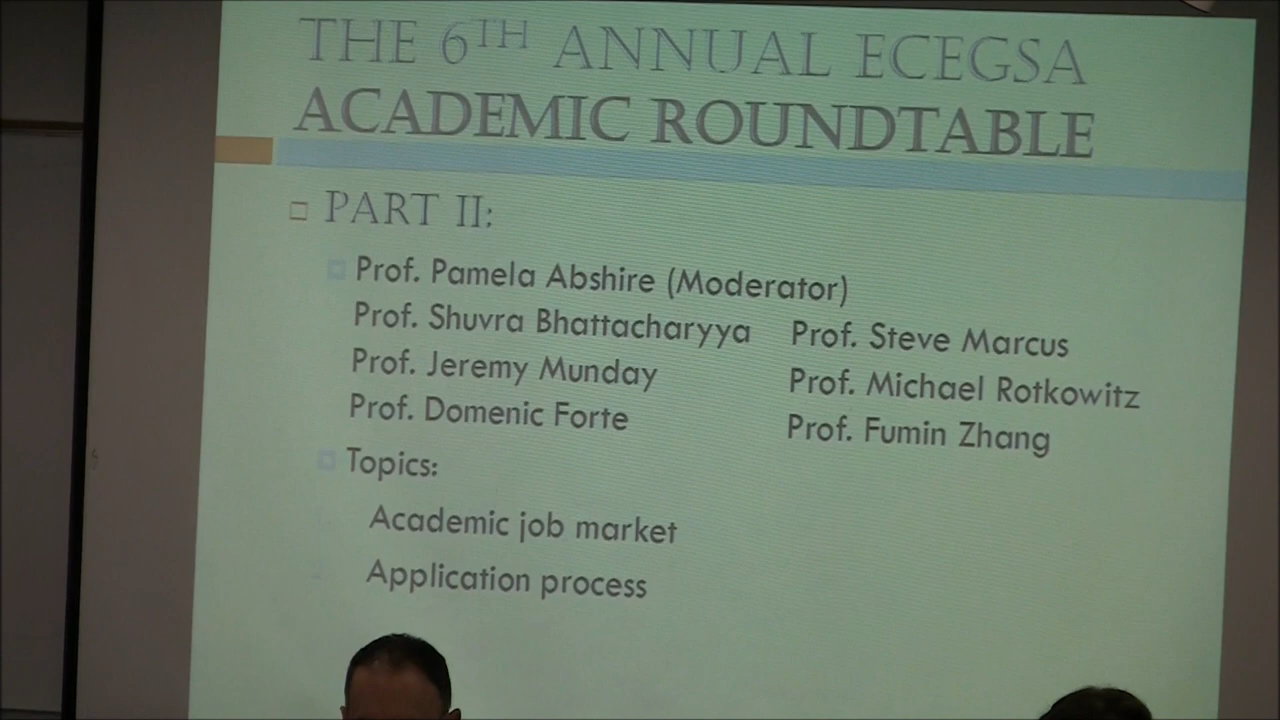 THE 6TH ANNUAL ECEGSA
ACADEMIC ROUNDTABLE
PART II:
Prof. Pamela Abshire (Moderator)
Prof. Shuvra Bhattacharyya Prof. Steve Marcus
Prof. Jeremy Munday Prof. Michael Rotkowitz
Prof. Domenic Forte Prof. Fumin Zhang
Topics:
Academic job market
Application process